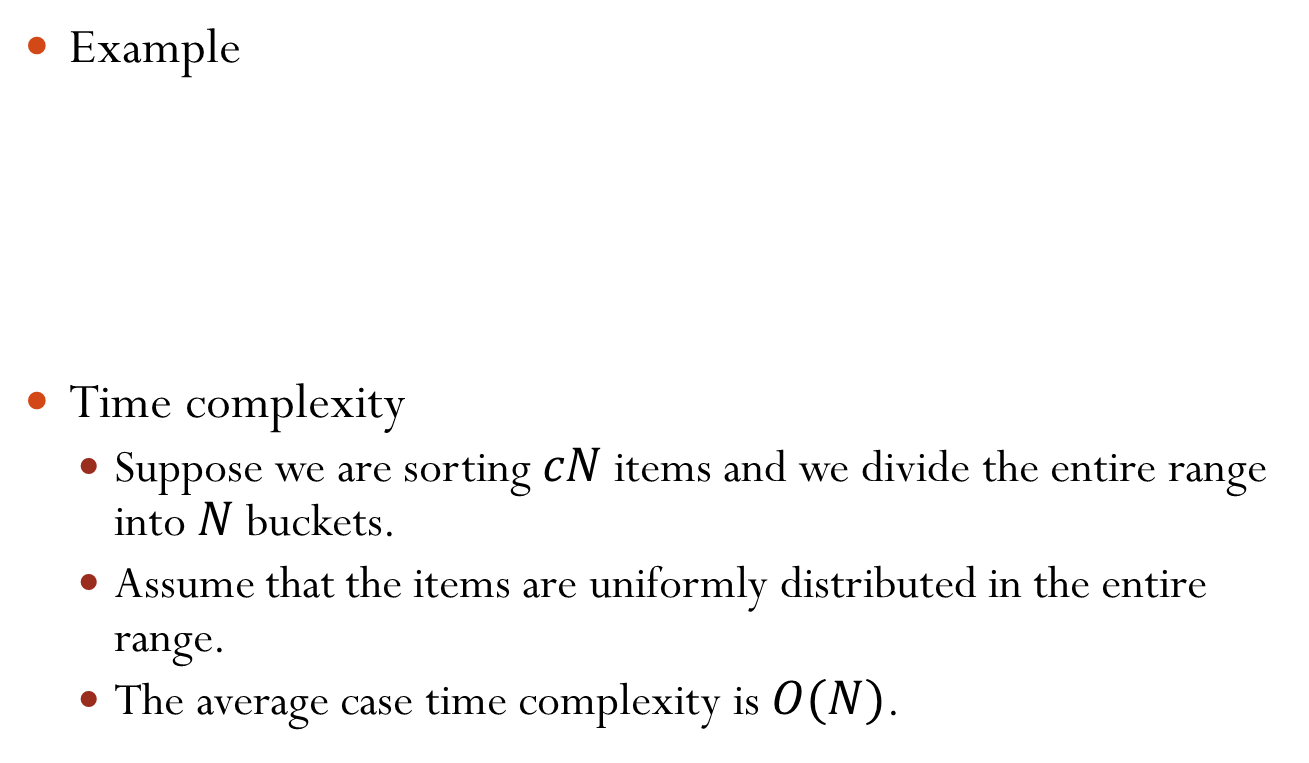 • Example
• Time complexity
• Suppose we are sorting cN items and we divide the entire range
into N buckets.
• Assume that the items are uniformly distributed in the entire
range.
• The average case time complexity is O(N).